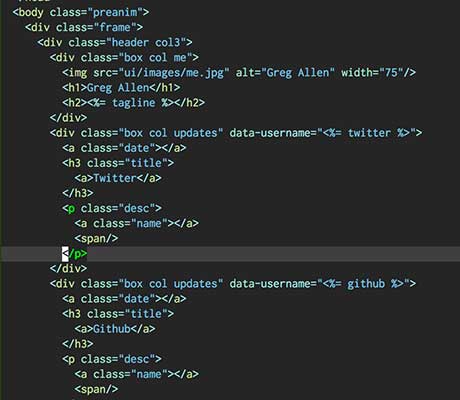 <body class="preanim">
<div class="frame">
<div class="header col3">
<div class="box col me">
<img src="ui/images/me.jpg" alt="Greg Allen" width="75"/>
<h1>Greg Allen</h1>
<h2><%= tagline %></h2>
</div>
<div class="box col updates" data-username="<%= twitter %>">
<a class="date"></a>
<h3 class="title">
<a>Twitter</a>
</h3>
<p class="desc">
<a class="name"></a>
<span/>
</p>
</div>
<div class="box col updates" data-username="<%= github %>">
<a class="date"></a>
<h3 class="title">
<a>Github</a>
</h3>
<p class="desc">
<a class="name"></a>
<span/>